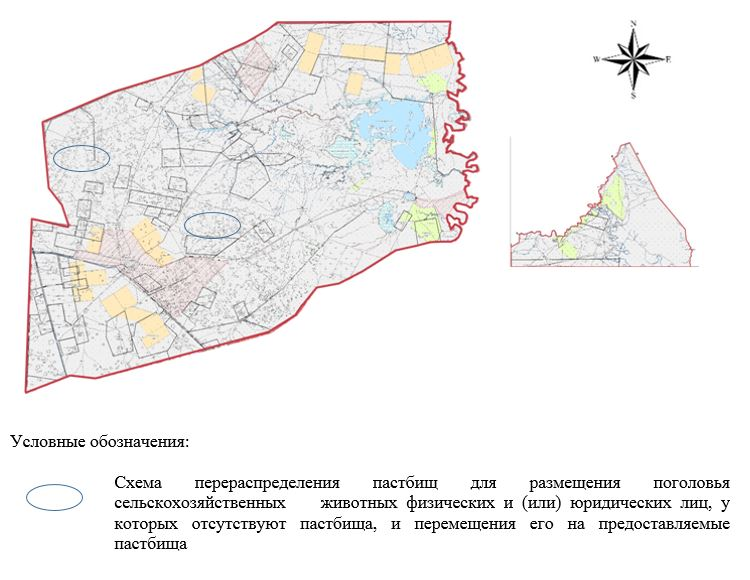 N
W E
S
Условные обозначения:
Схема перераспределения пастбищ для размещения поголовья
сельскохозяйственных животных физических и (или) юридических лиц, у
которых отсутствуют пастбища, и перемещения его на предоставляемые
пастбища